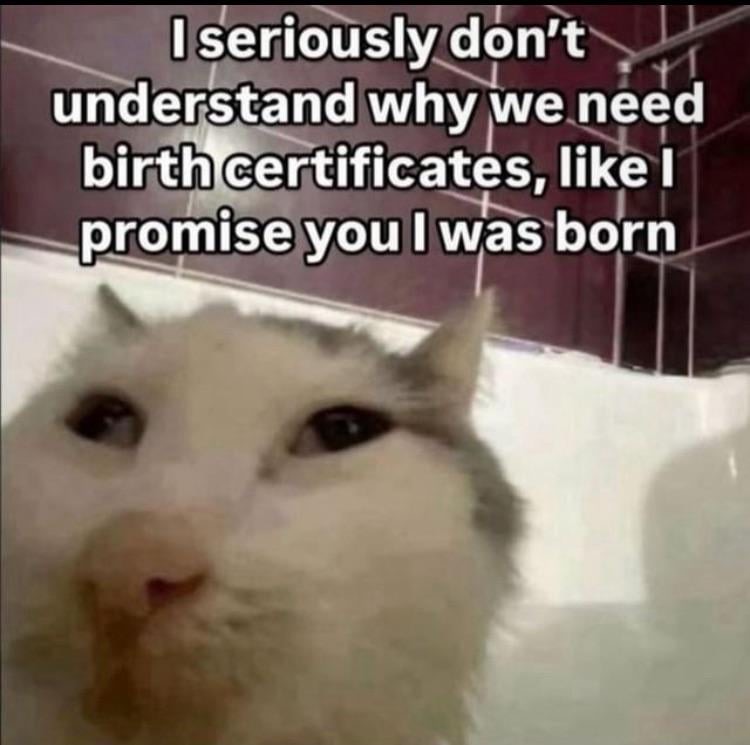 I seriously don't
understand why we need
birth certificates, like I
promise you I was born